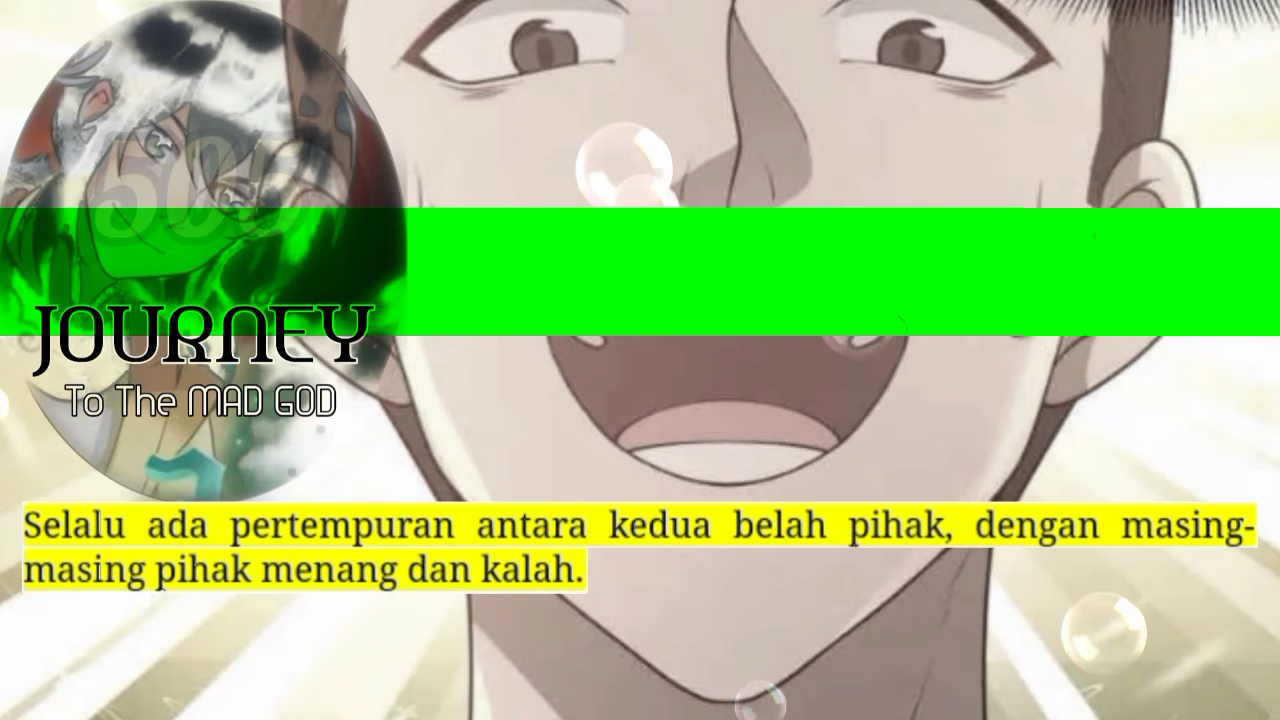 505
JOURNEY
To The MAD GOD
Selalu ada pertempuran antara kedua belah pihak, dengan masing-
masing pihak menang dan kalah.